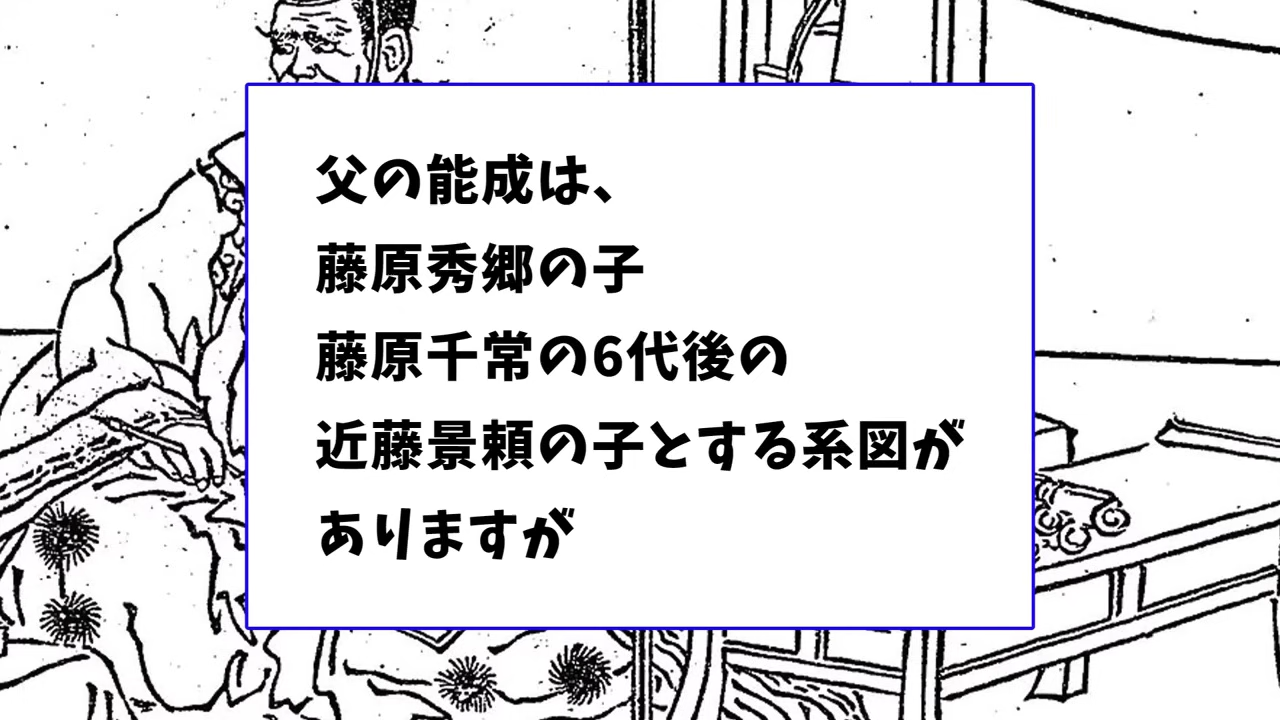 父の能成は、
藤原秀郷の子
藤原千常の6代後の
近藤景頼の子とする系図が
ありますが